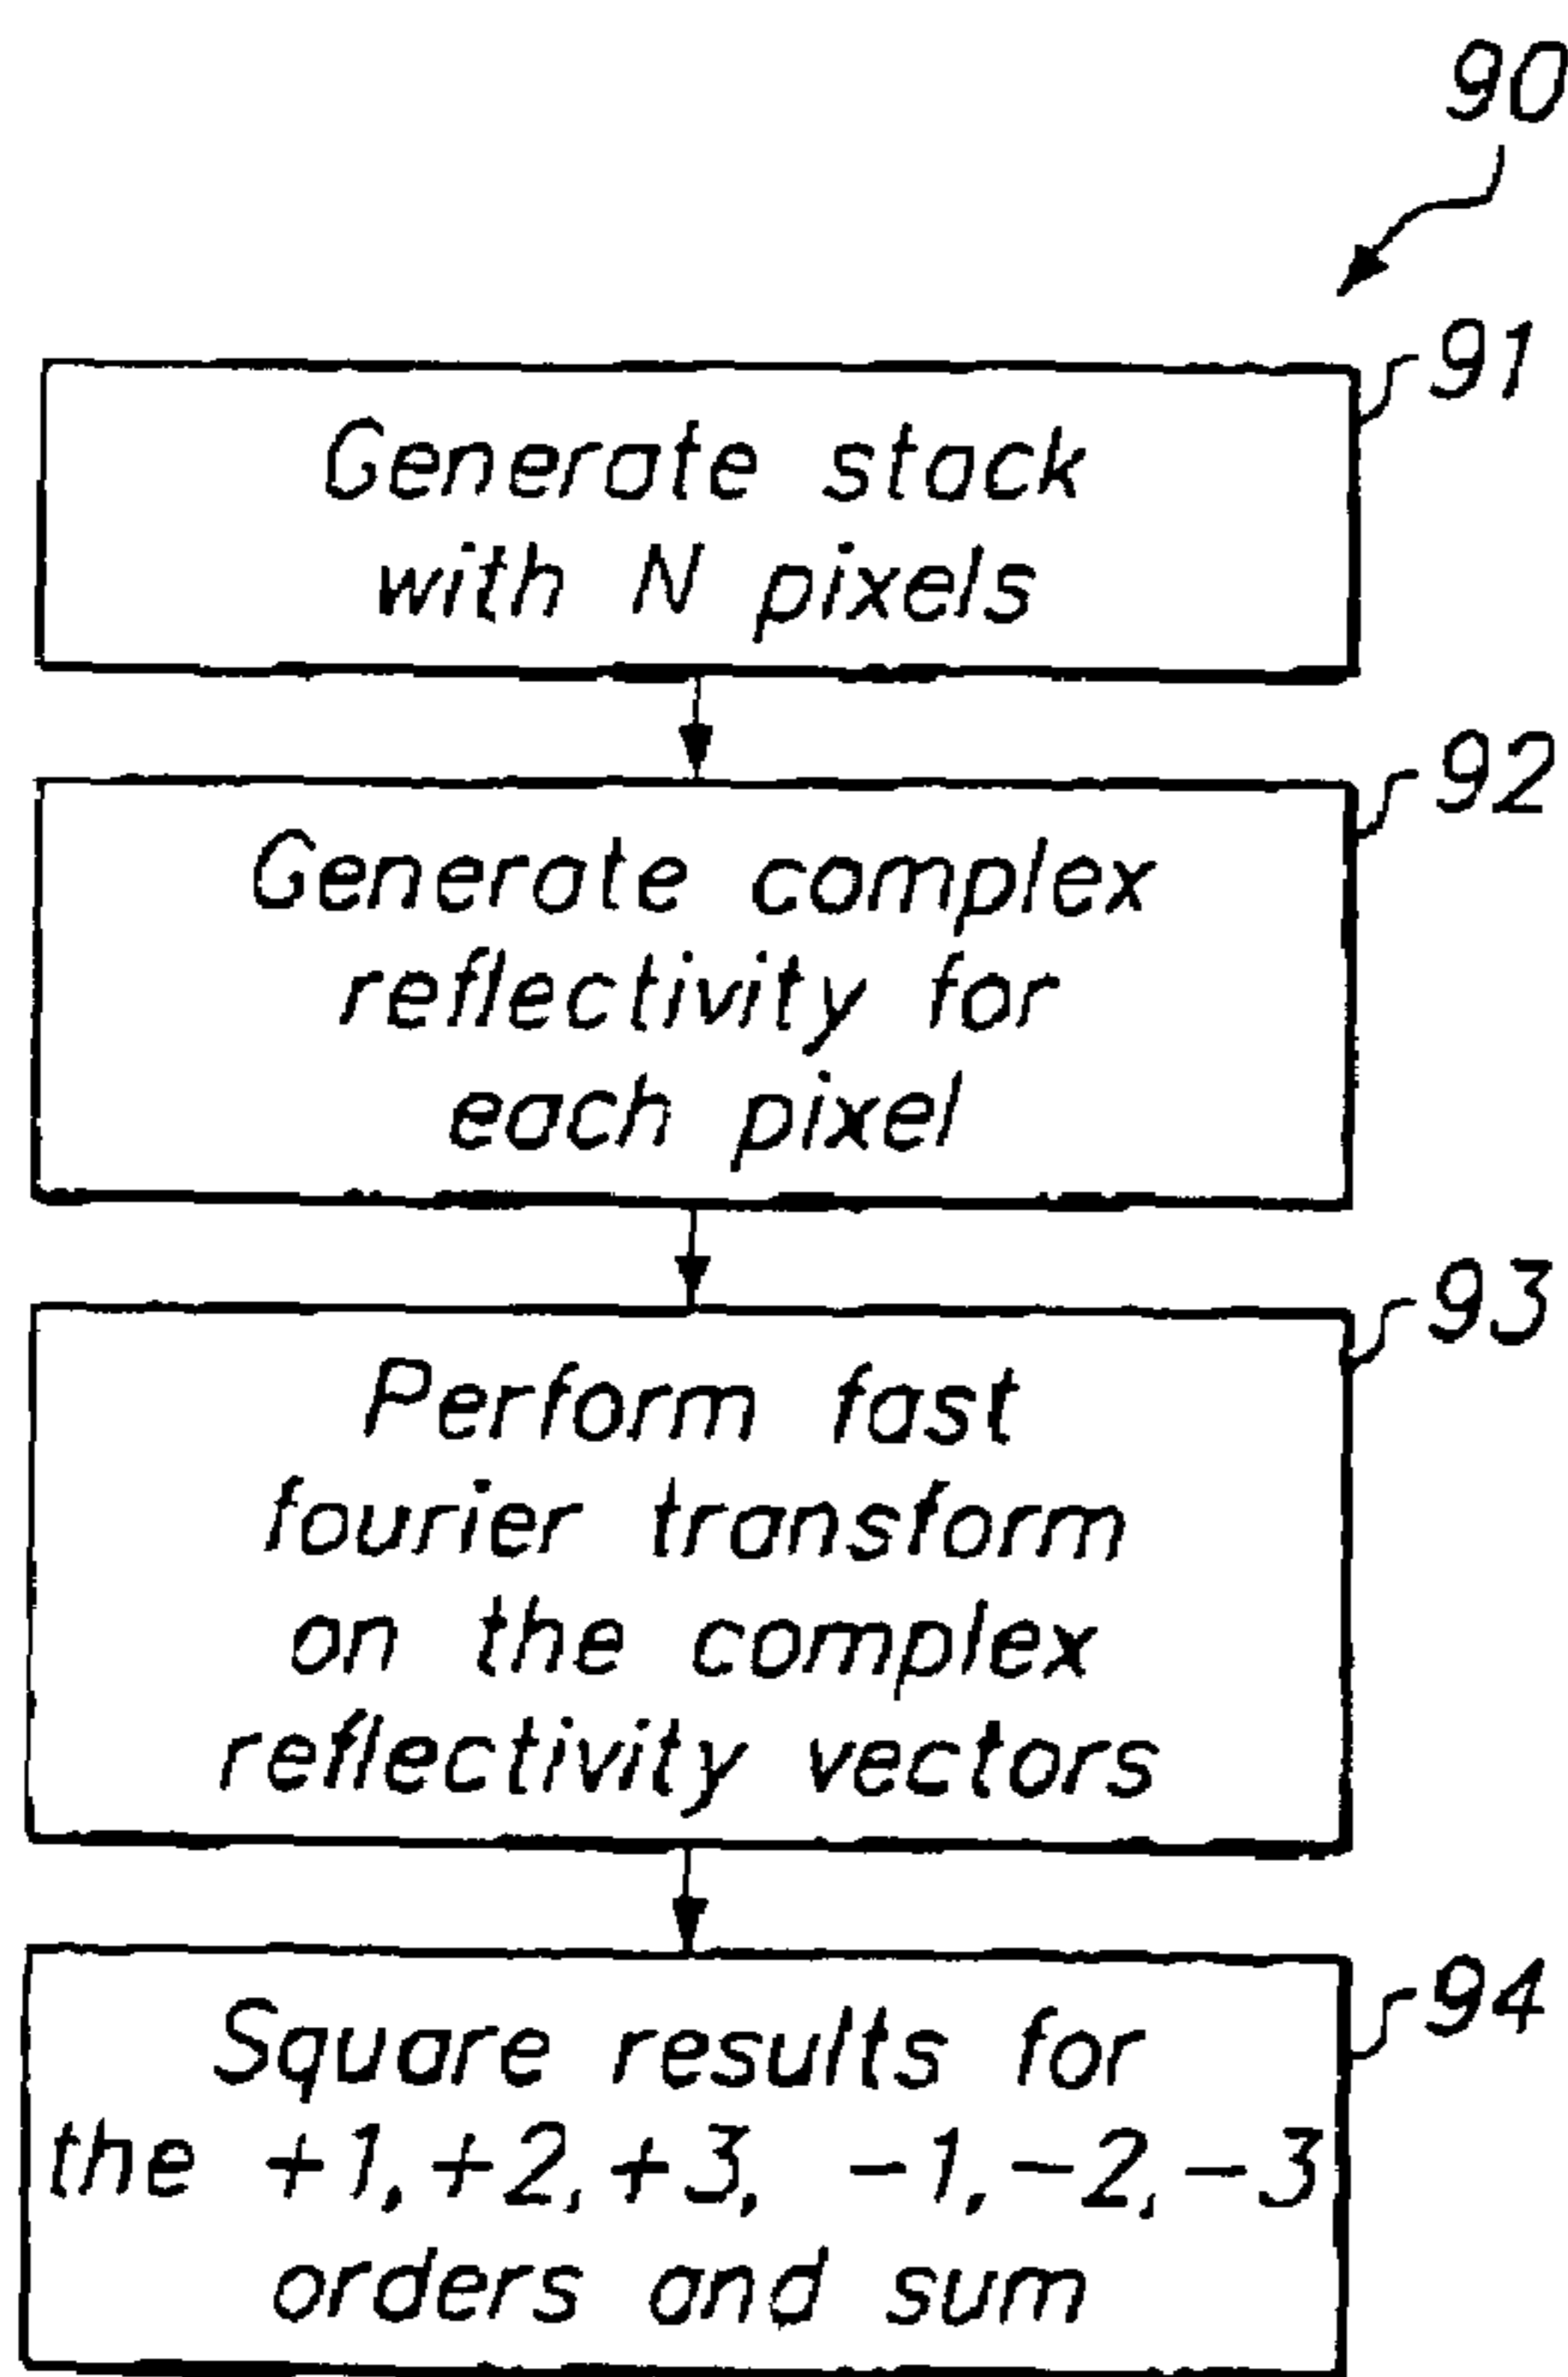 90
91
Generate stack
with N pixels
92
Generate complex
reflectivity for
each pixel
93
Perform fast
fourier transform
on the complex
reflectivity vectors
94
Square results for
the +1, +2, +3, -1, -2, -3
orders and sum